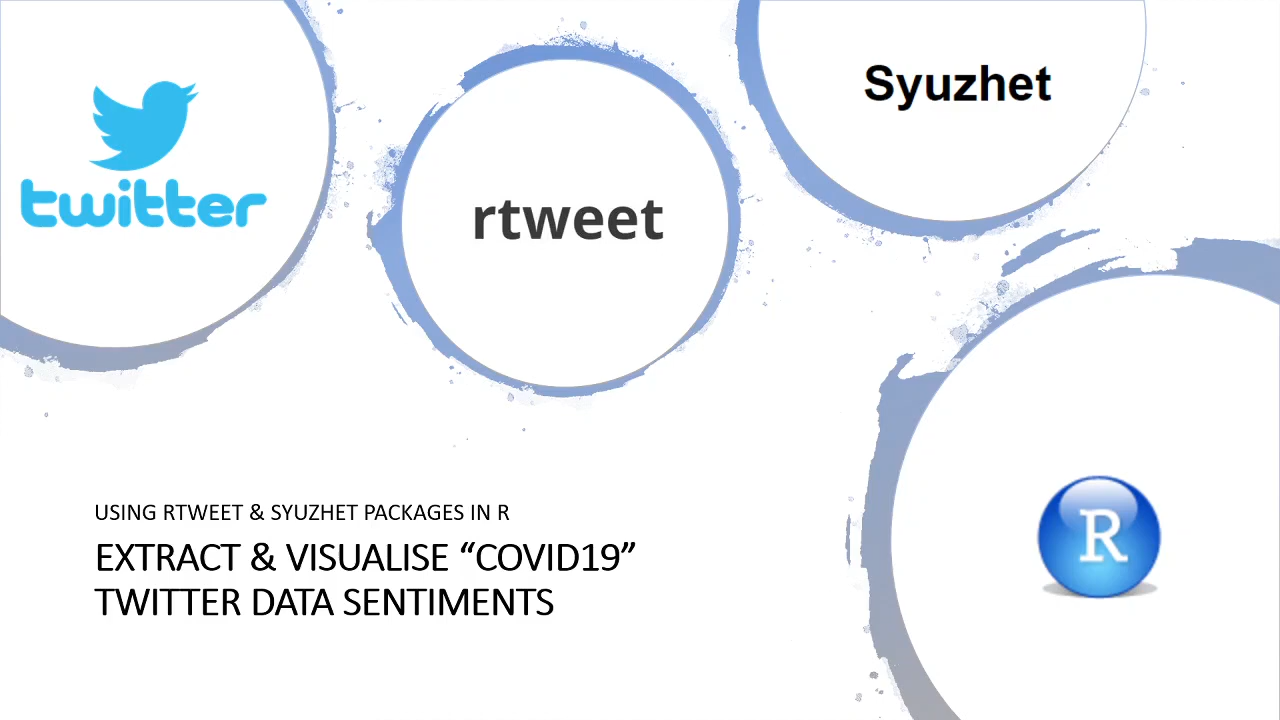 twitter
rtweet
Syuzhet
R
USING RTWEET & SYUZHET PACKAGES IN R
EXTRACT & VISUALISE “COVID19”
TWITTER DATA SENTIMENTS